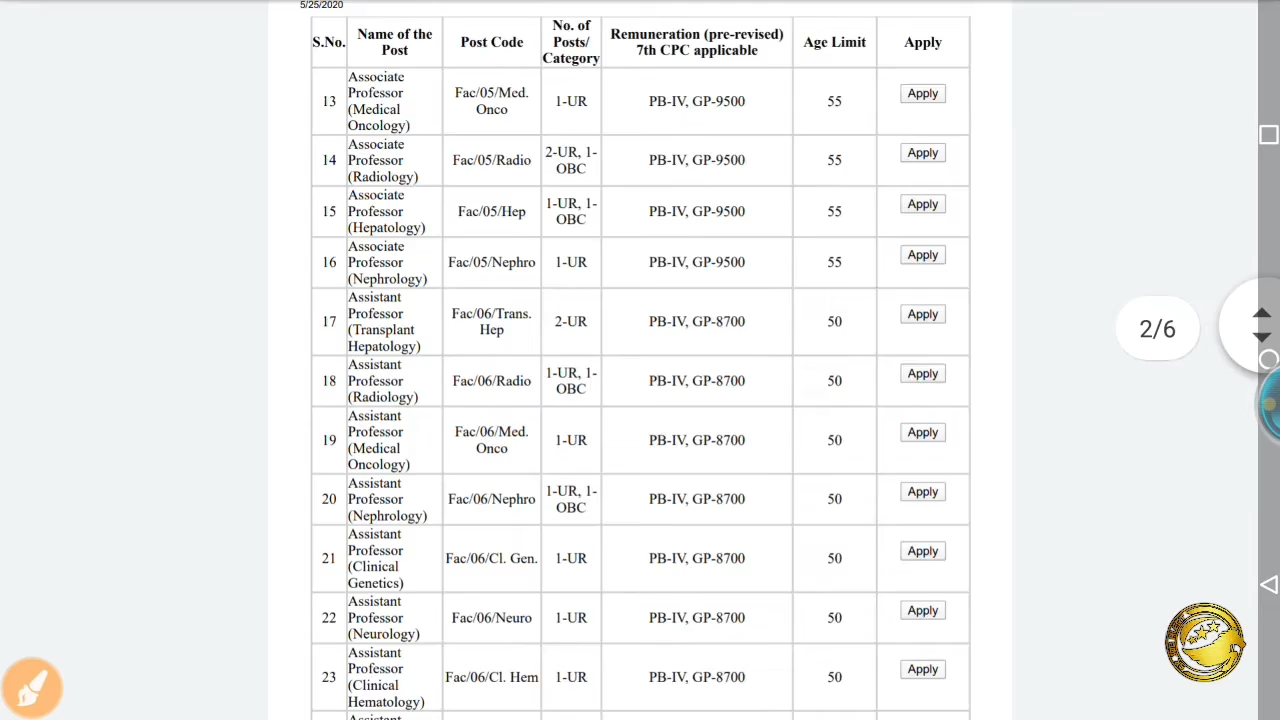 5/25/2020
S.No. Name of the Post Post Code No. of Posts/ Category Remuneration (pre-revised) 7th CPC applicable Age Limit Apply
13 Associate Professor (Medical Oncology) Fac/05/Med. Onco 1-UR PB-IV, GP-9500 55 Apply
14 Associate Professor (Radiology) Fac/05/Radio 2-UR, 1-OBC PB-IV, GP-9500 55 Apply
15 Associate Professor (Hepatology) Fac/05/Hep 1-UR, 1-OBC PB-IV, GP-9500 55 Apply
16 Associate Professor (Nephrology) Fac/05/Nephro 1-UR PB-IV, GP-9500 55 Apply
17 Assistant Professor (Transplant Hepatology) Fac/06/Trans. Hep 2-UR PB-IV, GP-8700 50 Apply
18 Assistant Professor (Radiology) Fac/06/Radio 1-UR, 1-OBC PB-IV, GP-8700 50 Apply
19 Assistant Professor (Medical Oncology) Fac/06/Med. Onco 1-UR PB-IV, GP-8700 50 Apply
20 Assistant Professor (Nephrology) Fac/06/Nephro 1-UR, 1-OBC PB-IV, GP-8700 50 Apply
21 Assistant Professor (Clinical Genetics) Fac/06/Cl. Gen. 1-UR PB-IV, GP-8700 50 Apply
22 Assistant Professor (Neurology) Fac/06/Neuro 1-UR PB-IV, GP-8700 50 Apply
23 Assistant Professor (Clinical Hematology) Fac/06/Cl. Hem 1-UR PB-IV, GP-8700 50 Apply
Assistant
2/6